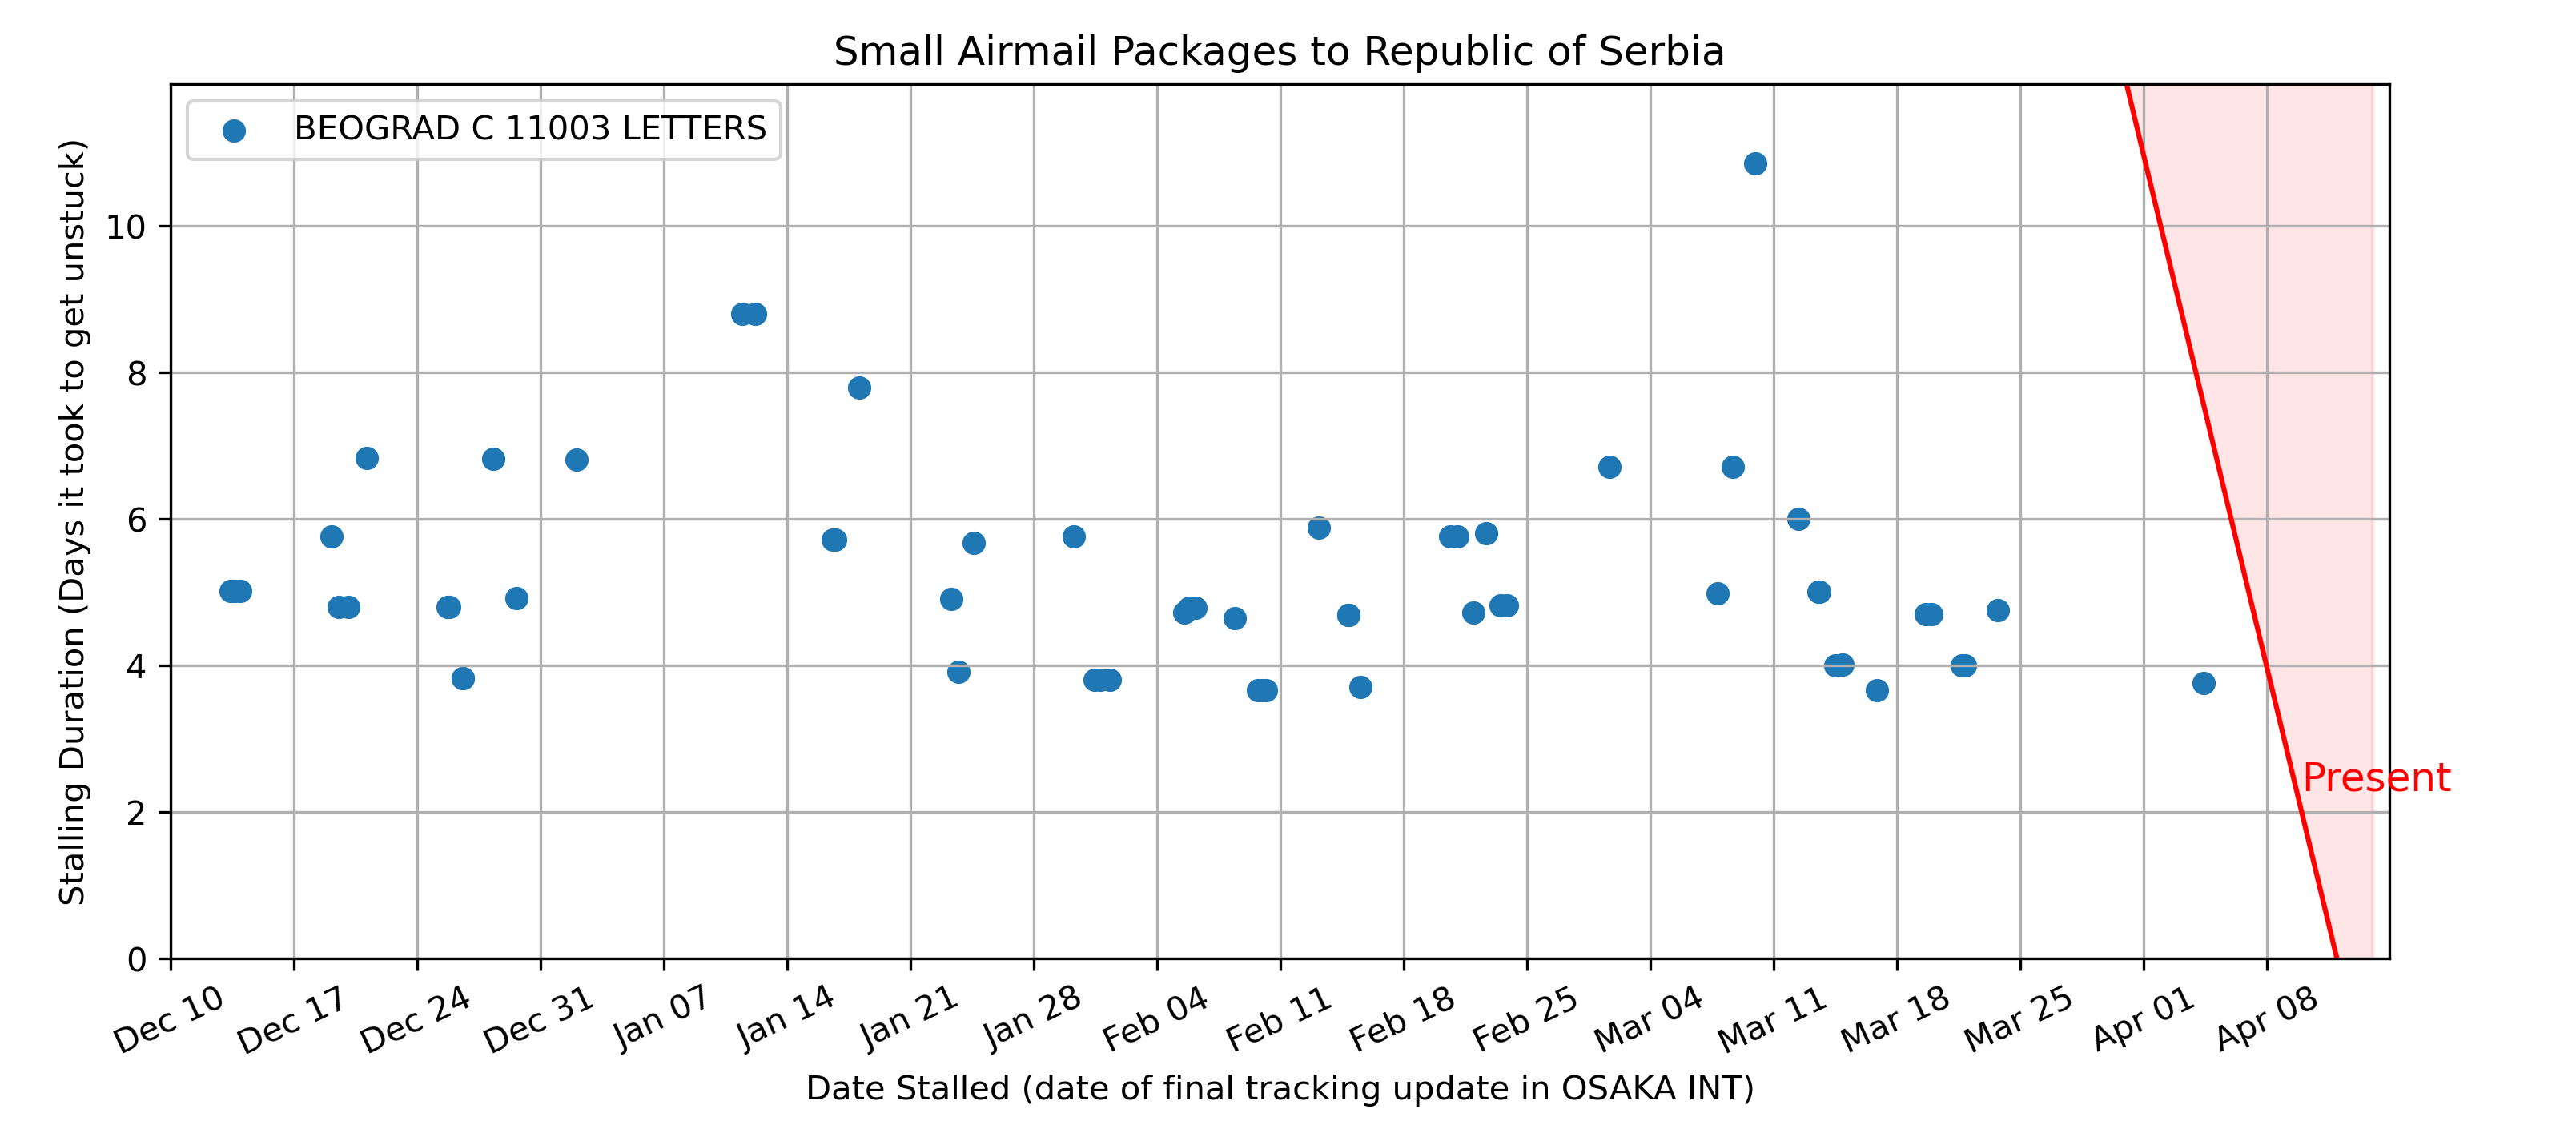 Small Airmail Packages to Republic of Serbia
BEOGRAD C 11003 LETTERS
Stalling Duration (Days it took to get unstuck)
10
8
6
4
2
0
Present
Dec 10 Dec 17 Dec 24 Dec 31 Jan 07 Jan 14 Jan 21 Jan 28 Feb 04 Feb 11 Feb 18 Feb 25 Mar 04 Mar 11 Mar 18 Mar 25 Apr 01 Apr 08
Date Stalled (date of final tracking update in OSAKA INT)